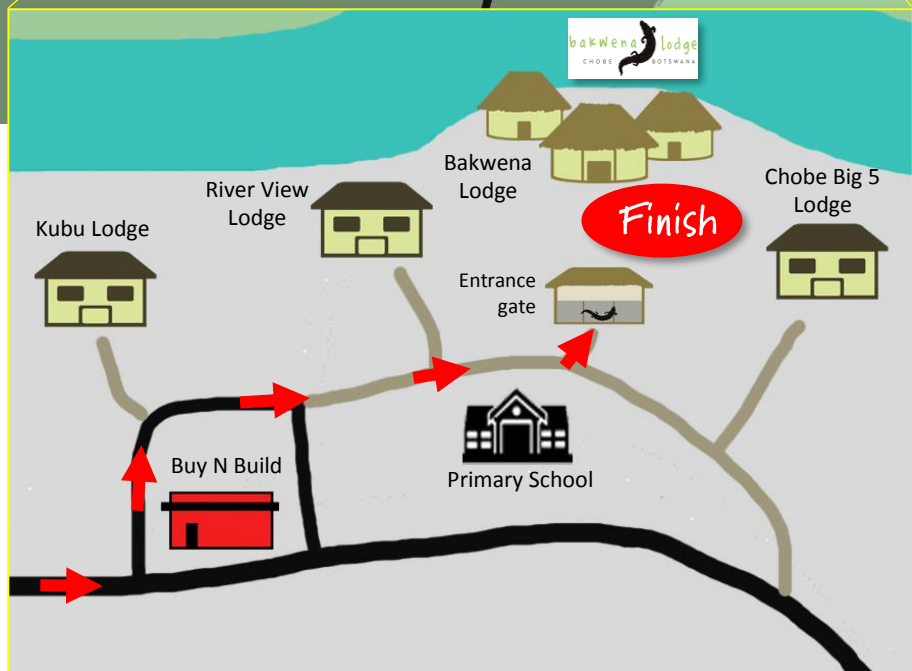 bakwena lodge
CHOBE BOTSWANA
Bakwena
Lodge
River View
Lodge
Chobe Big 5
Lodge
Kubu Lodge
Finish
Entrance
gate
Buy N Build
Primary School